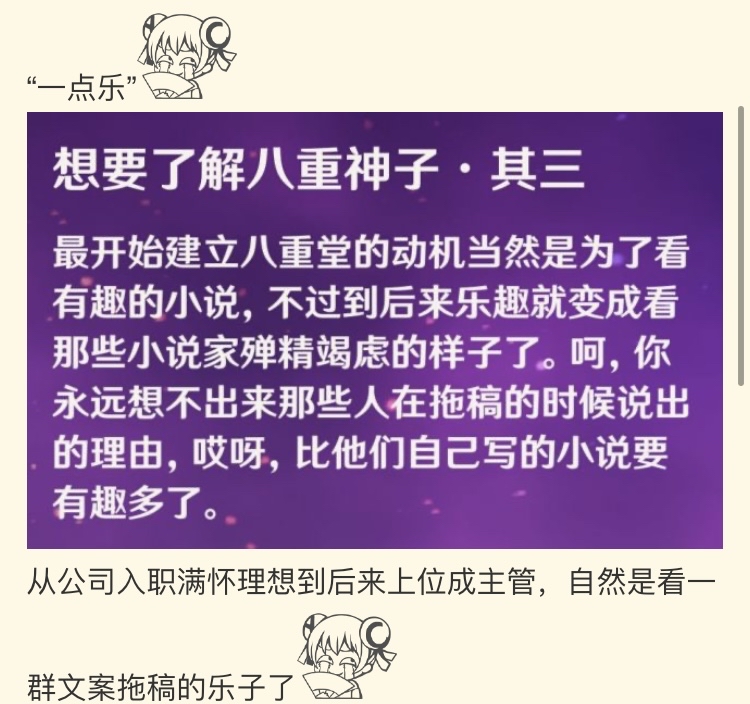 “一点乐”
想要了解八重神子·其三
最开始建立八重堂的动机当然是为了看
有趣的小说，不过到后来乐趣就变成看
那些小说家殚精竭虑的样子了。呵，你
永远想不出来那些人在拖稿的时候说出
的理由，哎呀，比他们自己写的小说要
有趣多了。
从公司入职满怀理想到后来上位成主管，自然是看一
群文案拖稿的乐子了